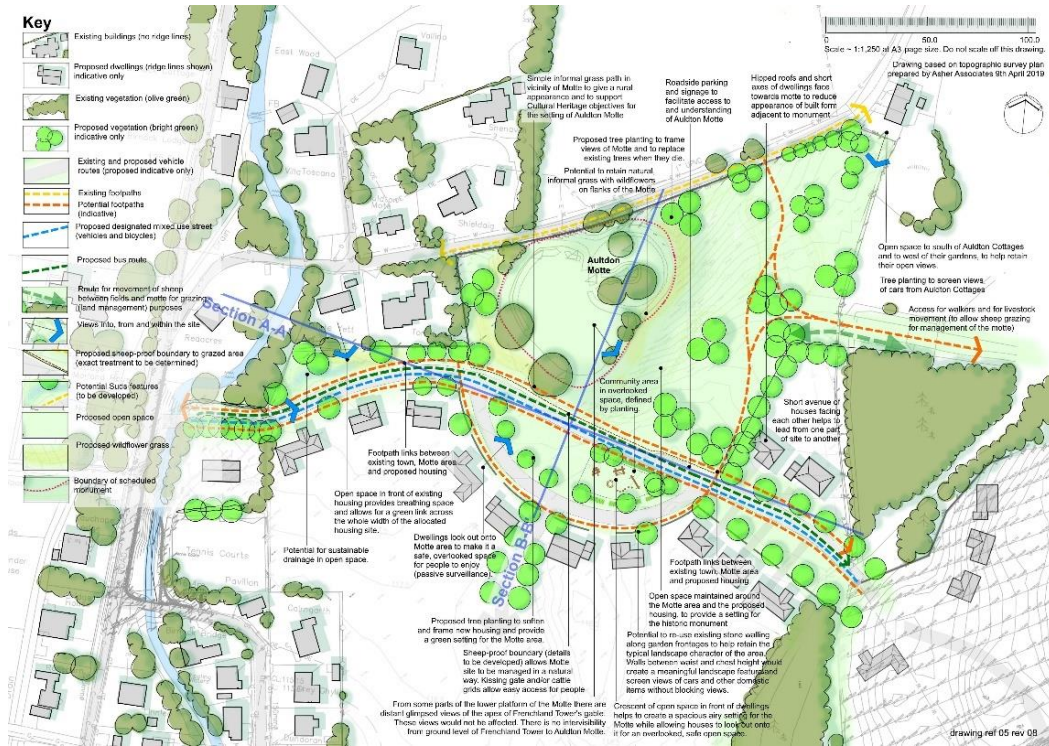 Key
Existing buildings (no ridge lines)
Proposed dwellings (ridge lines shown)
indicative only
Existing vegetation (olive green)
Proposed vegetation (bright green)
indicative only
Existing and proposed vehicle
routes (proposed indicative only)
Existing footpaths
Potential footpaths
(indicative)
Proposed designated mixed use street
(vehicles and bicycles)
Proposed bus route
Route for movement of sheep
between fields and motte for grazing
(land management) purposes
Views into, from and within the site
Proposed sheep-proof boundary to grazed area
(exact treatment to be determined)
Potential Suds features
(to be developed)
Proposed open space
Proposed wildflower grass
Boundary of scheduled
monument
0
50.0
100.0
Scale ~ 1:1,250 at A3 page size. Do not scale off this drawing.
Drawing based on topographic survey plan
prepared by Asher Associates 9th April 2019
Simple informal grass path in
vicinity of Motte to give a rural
appearance and to support
Cultural Heritage objectives for
the setting of Auldton Motte
Roadside parking
and signage to
facilitate access to
and understanding
of Auldton Motte
Hipped roofs and short
axes of dwellings face
towards motte to reduce
appearance of built form
adjacent to monument
Proposed tree planting to frame
views of Motte and to replace
existing trees when they die.
Potential to retain natural,
informal grass with wildflowers
on flanks of the Motte
East Wood
FB
Villa Toscana
Shieldaig
Aultdon
Motte
Open space to south of Auldton Cottages
and to west of their gardens, to help retain
their open views.
Tree planting to screen views
of cars from Auldton Cottages
Access for walkers and for livestock
movement (to allow sheep grazing
for management of the motte)
Section A-A
Community area
in overlooked
space, defined
by planting.
Short avenue of
houses facing
each other helps to
lead from one part
of site to another
Footpath links between
existing town, Motte area
and proposed housing
Open space in front of existing
housing provides breathing space
and allows for a green link across
the whole width of the allocated
housing site.
Potential for sustainable
drainage in open space.
Dwellings look out onto
Motte area to make it a
safe, overlooked space
for people to enjoy
(passive surveillance).
Section B-B
Footpath links between
existing town, Motte area
and proposed housing
Open space maintained around
the Motte area and the proposed
housing, to provide a setting for
the historic monument
Tennis Courts
Pavilion
Proposed tree planting to soften
and frame new housing and provide
a green setting for the Motte area.
Sheep-proof boundary (details
to be developed) allows Motte
site to be managed in a natural
way. Kissing gate and/or cattle
grids allow easy access for people
Potential to re-use existing stone walling
along garden frontages to help retain the
typical landscape character of the area.
Walls between waist and chest height would
create a meaningful landscape feature and
screen views of cars and other domestic
items without blocking views.
From some parts of the lower platform of the Motte there are
distant glimpsed views of the apex of Frenchland Tower's gable.
These views would not be affected. There is no intervisibility
from ground level of Frenchland Tower to Auldton Motte.
Crescent of open space in front of dwellings
helps to create a spacious airy setting for the
Motte while allowing houses to look out onto
it for an overlooked, safe open space.
drawing ref 05 rev 08